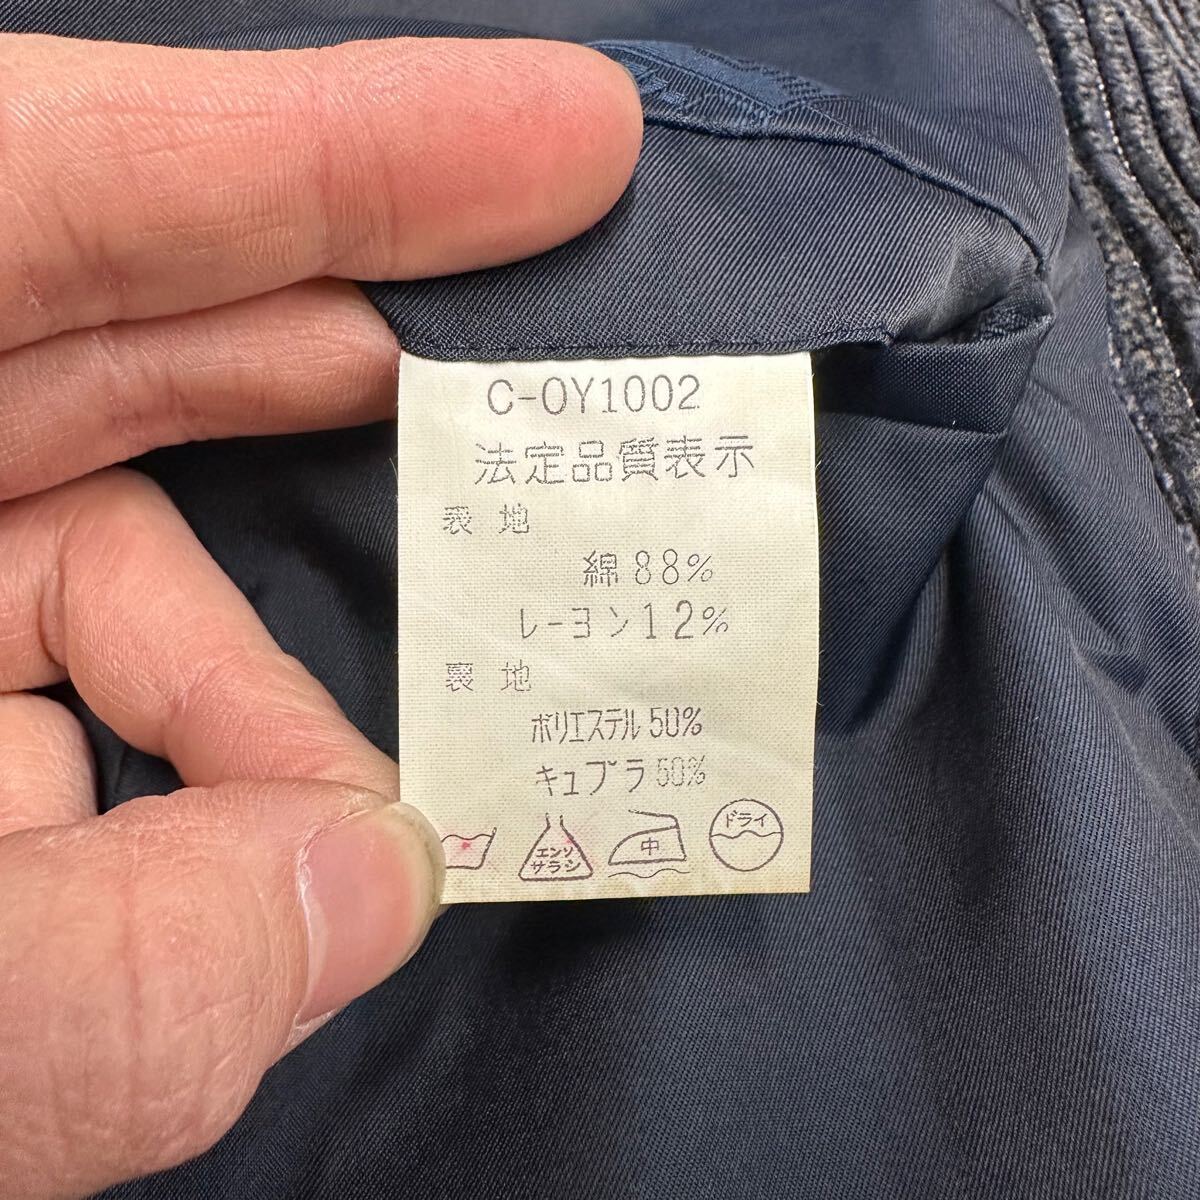 C-OY1002
法定品質表示
表 地
綿88%
レーヨン12%
裏 地
ポリエステル50%
キュプラ50%
エンソ
サラシ
中
ドライ